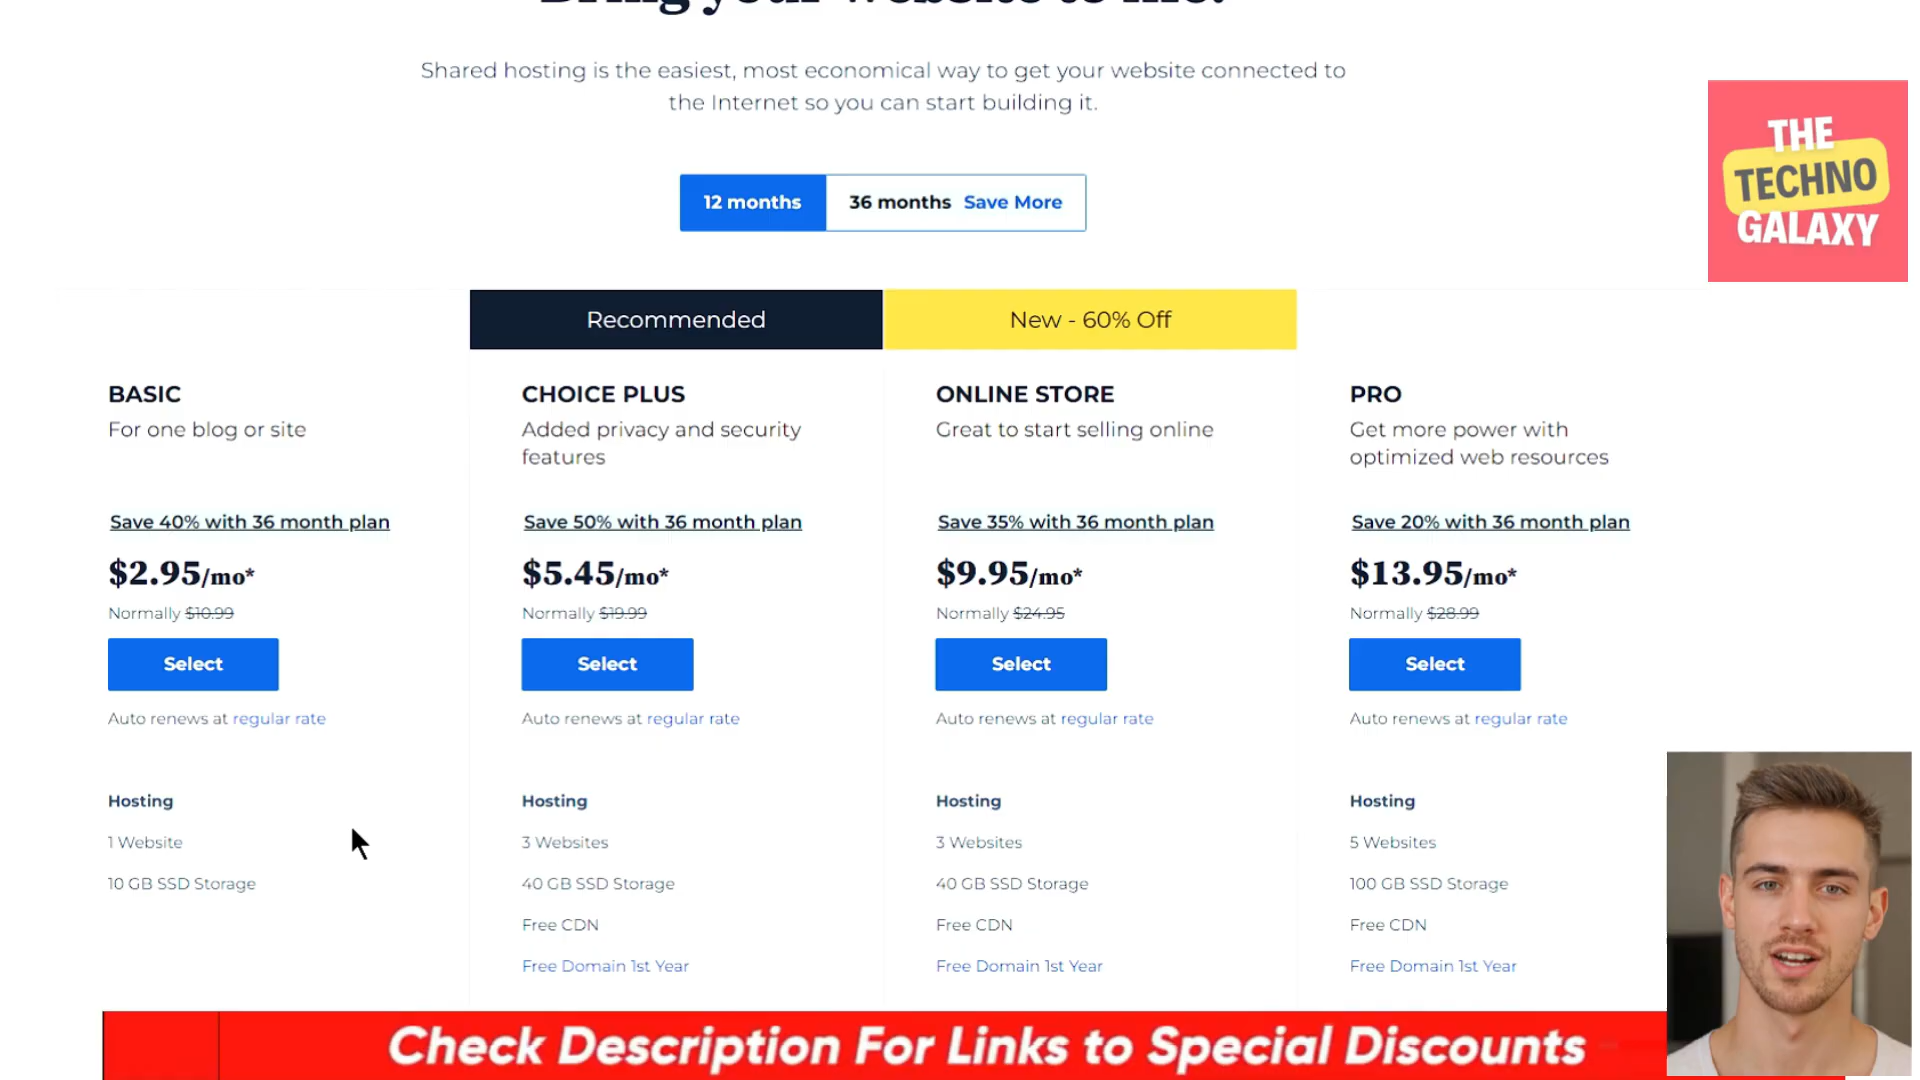 Bring your website to life!
Shared hosting is the easiest, most economical way to get your website connected to
the Internet so you can start building it.
THE
TECHNO
GALAXY
12 months
36 months Save More
Recommended
New - 60% Off
BASIC
For one blog or site
Save 40% with 36 month plan
$2.95/mo*
Normally $10.99
Select
Auto renews at regular rate
Hosting
1 Website
10 GB SSD Storage
CHOICE PLUS
Added privacy and security
features
Save 50% with 36 month plan
$5.45/mo*
Normally $19.99
Select
Auto renews at regular rate
Hosting
3 Websites
40 GB SSD Storage
Free CDN
Free Domain 1st Year
ONLINE STORE
Great to start selling online
Save 35% with 36 month plan
$9.95/mo*
Normally $24.95
Select
Auto renews at regular rate
Hosting
3 Websites
40 GB SSD Storage
Free CDN
Free Domain 1st Year
PRO
Get more power with
optimized web resources
Save 20% with 36 month plan
$13.95/mo*
Normally $28.99
Select
Auto renews at regular rate
Hosting
5 Websites
100 GB SSD Storage
Free CDN
Free Domain 1st Year
Check Description For Links to Special Discounts